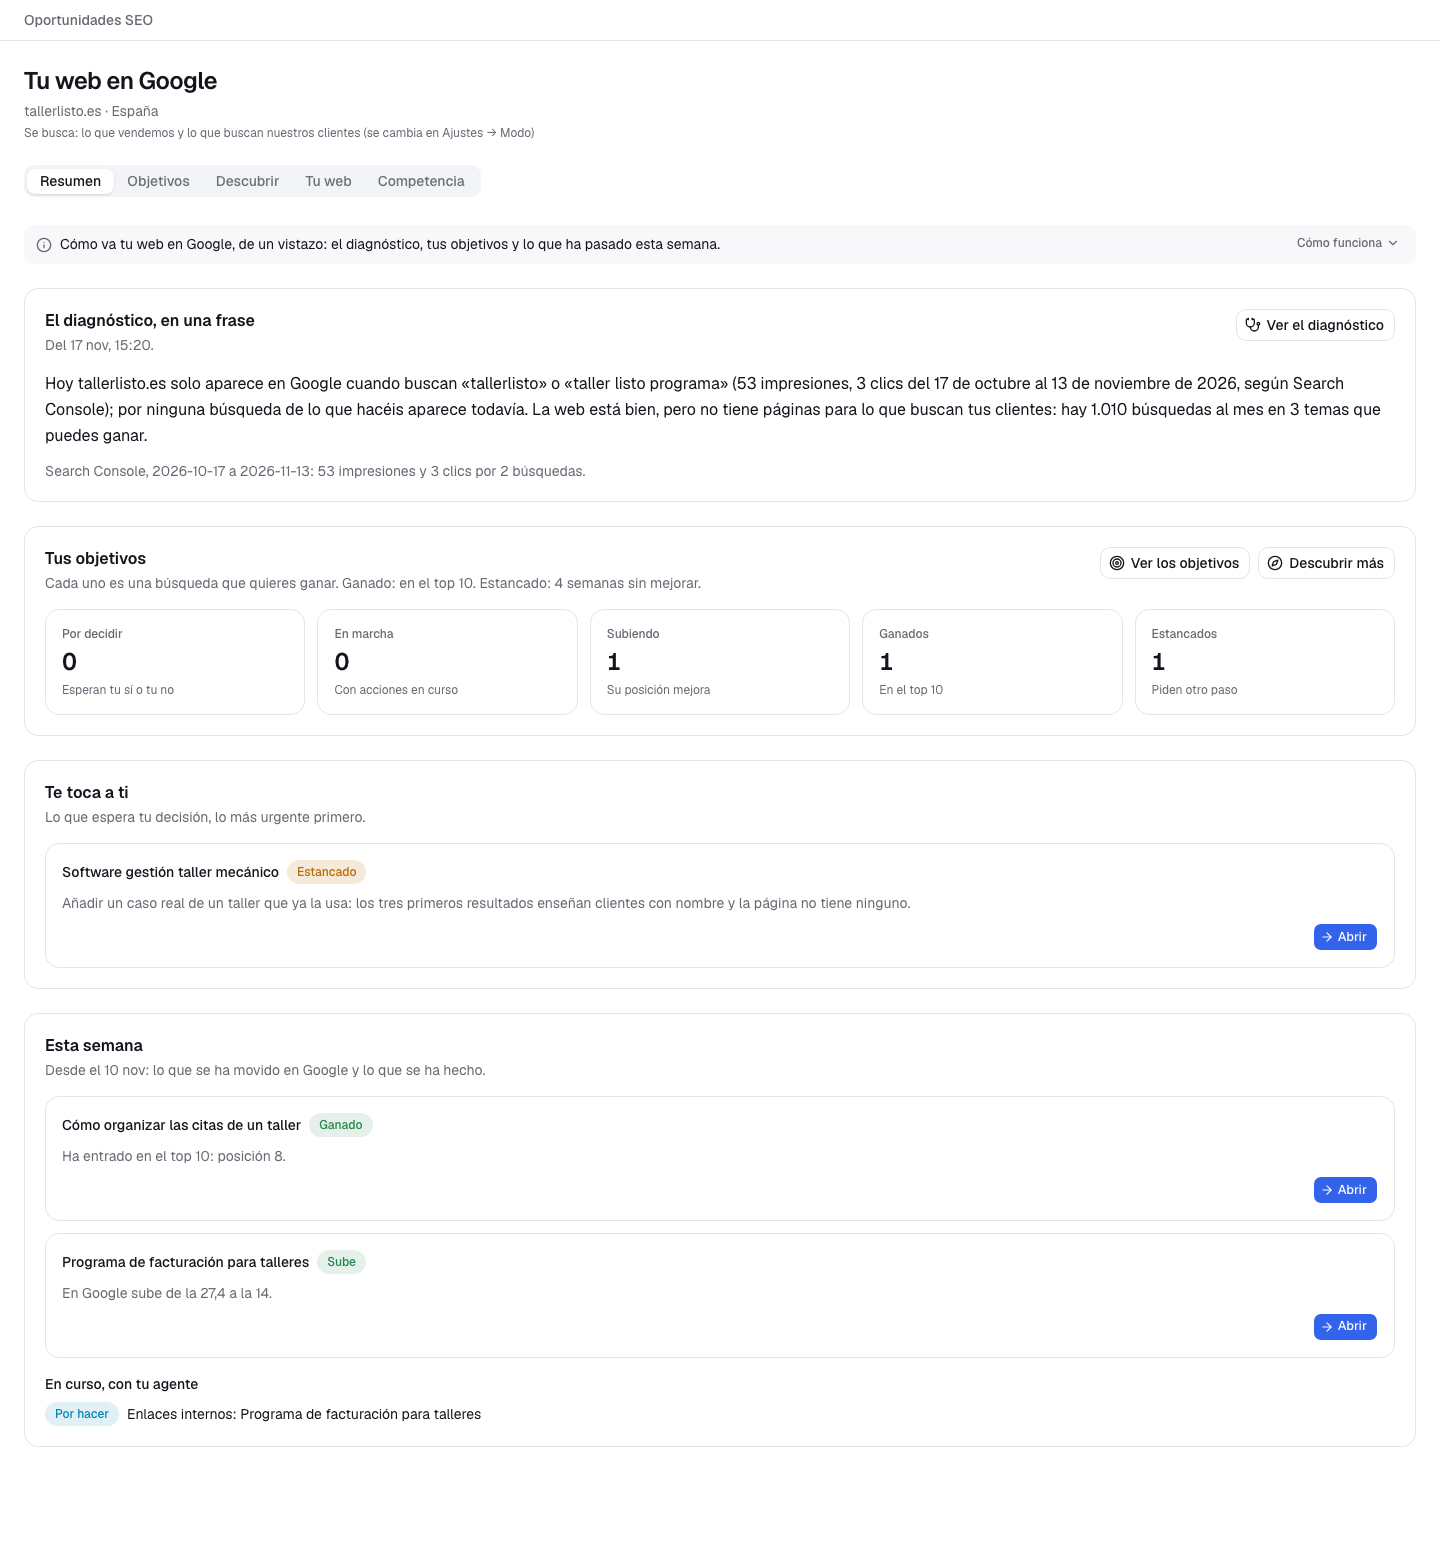 Oportunidades SEO
Tu web en Google
tallerlisto.es · España
Se busca: lo que vendemos y lo que buscan nuestros clientes (se cambia en Ajustes → Modo)
Resumen
Objetivos
Descubrir
Tu web
Competencia
Cómo va tu web en Google, de un vistazo: el diagnóstico, tus objetivos y lo que ha pasado esta semana.
Cómo funciona
El diagnóstico, en una frase
Ver el diagnóstico
Del 17 nov, 15:20.
Hoy tallerlisto.es solo aparece en Google cuando buscan «tallerlisto» o «taller listo programa» (53 impresiones, 3 clics del 17 de octubre al 13 de noviembre de 2026, según Search
Console); por ninguna búsqueda de lo que hacéis aparece todavía. La web está bien, pero no tiene páginas para lo que buscan tus clientes: hay 1.010 búsquedas al mes en 3 temas que
puedes ganar.
Search Console, 2026-10-17 a 2026-11-13: 53 impresiones y 3 clics por 2 búsquedas.
Tus objetivos
Ver los objetivos
Descubrir más
Cada uno es una búsqueda que quieres ganar. Ganado: en el top 10. Estancado: 4 semanas sin mejorar.
Por decidir
0
Esperan tu sí o tu no
En marcha
0
Con acciones en curso
Subiendo
1
Su posición mejora
Ganados
1
En el top 10
Estancados
1
Piden otro paso
Te toca a ti
Lo que espera tu decisión, lo más urgente primero.
Software gestión taller mecánico
Estancado
Añadir un caso real de un taller que ya la usa: los tres primeros resultados enseñan clientes con nombre y la página no tiene ninguno.
→ Abrir
Esta semana
Desde el 10 nov: lo que se ha movido en Google y lo que se ha hecho.
Cómo organizar las citas de un taller
Ganado
Ha entrado en el top 10: posición 8.
→ Abrir
Programa de facturación para talleres
Sube
En Google sube de la 27,4 a la 14.
→ Abrir
En curso, con tu agente
Por hacer
Enlaces internos: Programa de facturación para talleres